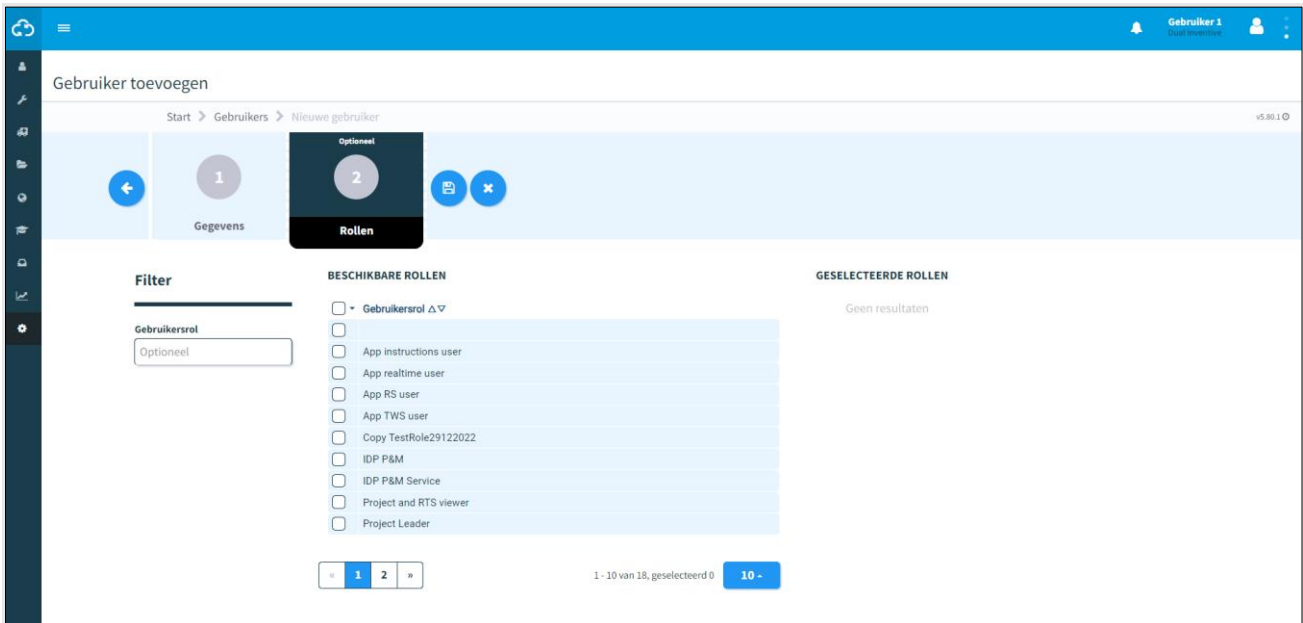 Gebruiker 1
Dual Inventive
Gebuiker toevoegen
Start Gebruikers Nieuwe gebruiker
v5.80.1
1
Gegevens
Optioneel
2
Rollen
Filter
Gebruikersrol
Optioneel
BESCHIKBARE ROLLEN
Gebruikersrol
App instructions user
App realtime user
App RS user
App TWS user
Copy TestRole29122022
IDP P&M
IDP P&M Service
Project and RTS viewer
Project Leader
« 1 2 »
1 - 10 van 18, geselecteerd 0
10
GESELECTEERDE ROLLEN
Geen resultaten